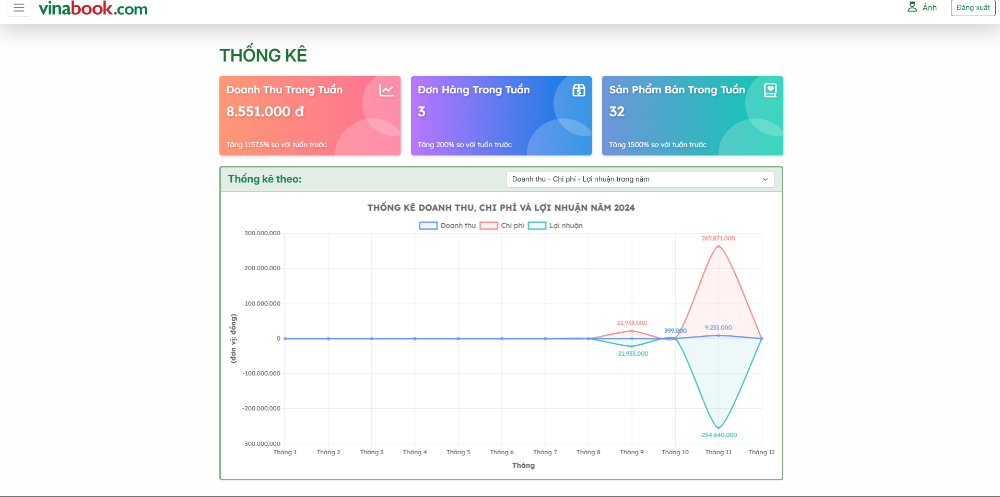 vinabook.com
Ánh
Đăng xuất
THỐNG KÊ
Doanh Thu Trong Tuần
8.551.000 đ
Tăng 1157.5% so với tuần trước
Đơn Hàng Trong Tuần
3
Tăng 200% so với tuần trước
Sản Phẩm Bán Trong Tuần
32
Tăng 1500% so với tuần trước
Thống kê theo:
Doanh thu - Chi phí - Lợi nhuận trong năm
THỐNG KÊ DOANH THU, CHI PHÍ VÀ LỢI NHUẬN NĂM 2024
Doanh thu
Chi phí
Lợi nhuận
(đơn vị: đồng)
300.000.000
200.000.000
100.000.000
0
-100.000.000
-200.000.000
-300.000.000
21.933.000
-21.933.000
399.000
263.871.000
9.231.000
-254.640.000
Tháng 1
Tháng 2
Tháng 3
Tháng 4
Tháng 5
Tháng 6
Tháng 7
Tháng 8
Tháng 9
Tháng 10
Tháng 11
Tháng 12
Tháng